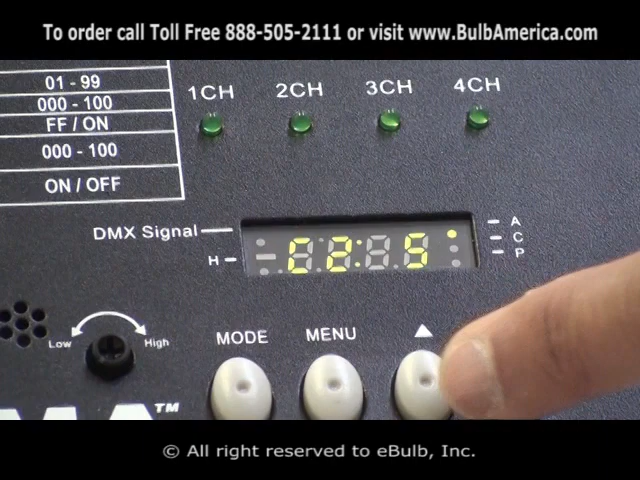 To order call Toll Free 888-505-2111 or visit www.BulbAmerica.com
01 - 99
000 - 100
FF / ON
000 - 100
ON / OFF
1CH 2CH 3CH 4CH
DMX Signal
H
C2: 5
A
C
P
Low High
MODE MENU
TM
© All right reserved to eBulb, Inc.